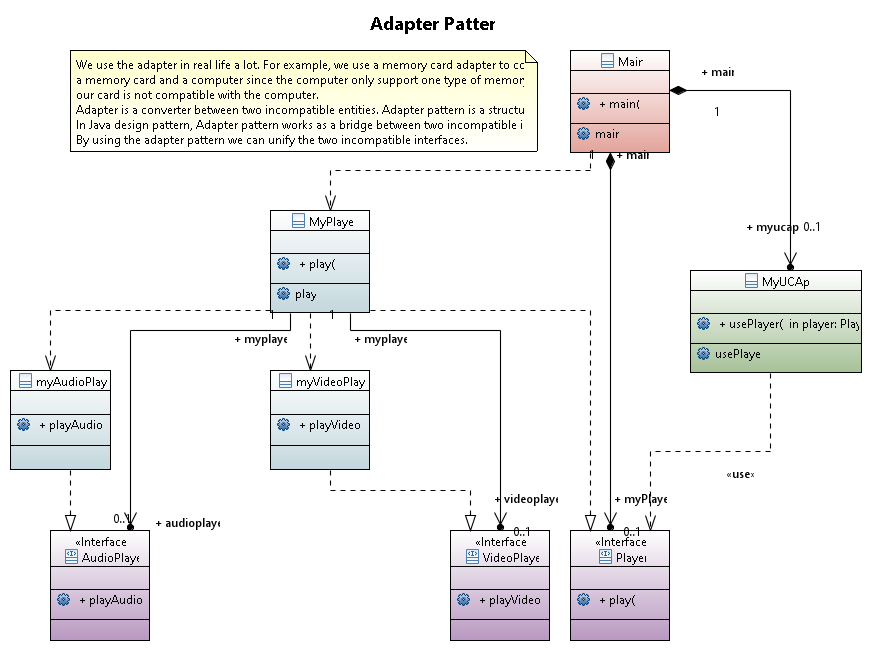 Adapter Patter
We use the adapter in real life a lot. For example, we use a memory card adapter to cc
a memory card and a computer since the computer only support one type of memor
our card is not compatible with the computer.
Adapter is a converter between two incompatible entities. Adapter pattern is a structu
In Java design pattern, Adapter pattern works as a bridge between two incompatible i
By using the adapter pattern we can unify the two incompatible interfaces.
Mair
+ main(
mair
+ mair
1
+ mair
1
MyPlaye
+ play(
play
+ myucap 0..1
MyUCAp
+ usePlayer( in player: Play
usePlaye
1
1
+ myplaye
+ myplaye
myAudioPlay
+ playAudio
myVideoPlay
+ playVideo
«use»
0..1
+ audioplaye
+ videoplaye
0..1
+ myPlaye
0..1
«Interface
AudioPlaye
+ playAudio
«Interface
VideoPlaye
+ playVideo
«Interface
Player
+ play(